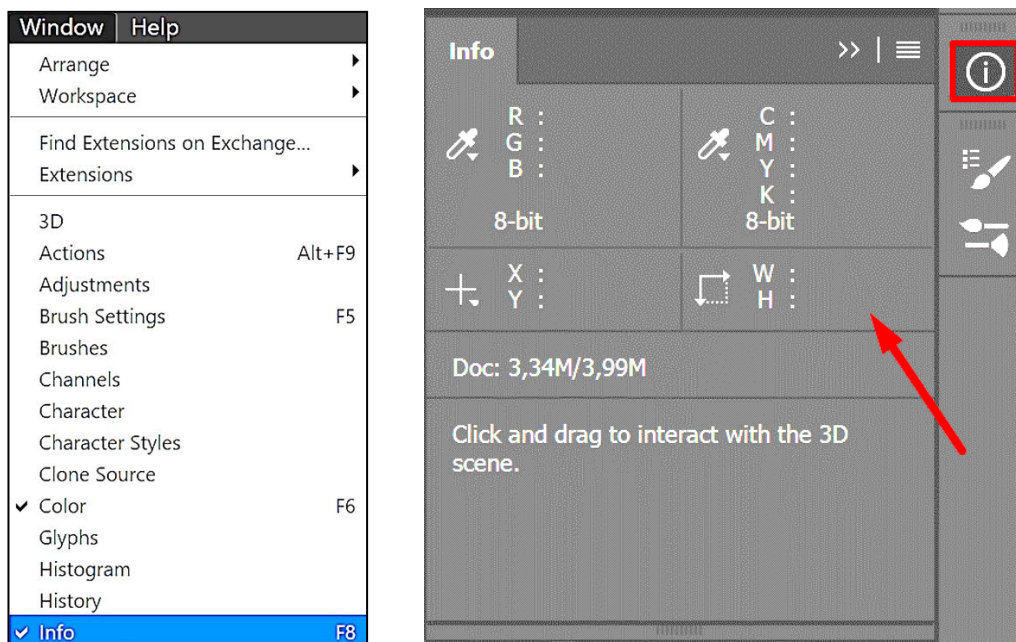 Window Help
Arrange
Workspace
Find Extensions on Exchange...
Extensions
3D
Actions Alt+F9
Adjustments
Brush Settings F5
Brushes
Channels
Character
Character Styles
Clone Source
Color F6
Glyphs
Histogram
History
Info F8
Info
R :
G :
B :
8-bit
C :
M :
Y :
K :
8-bit
X :
Y :
W :
H :
Doc: 3,34M/3,99M
Click and drag to interact with the 3D
scene.